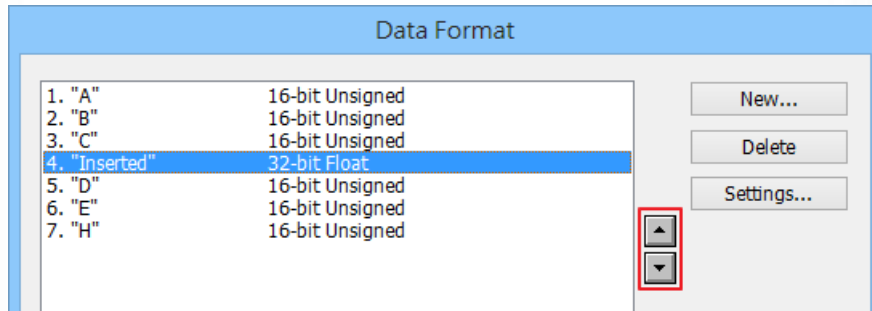 Data Format
1. "A" 16-bit Unsigned
2. "B" 16-bit Unsigned
3. "C" 16-bit Unsigned
4. "Inserted" 32-bit Float
5. "D" 16-bit Unsigned
6. "E" 16-bit Unsigned
7. "H" 16-bit Unsigned
New...
Delete
Settings...